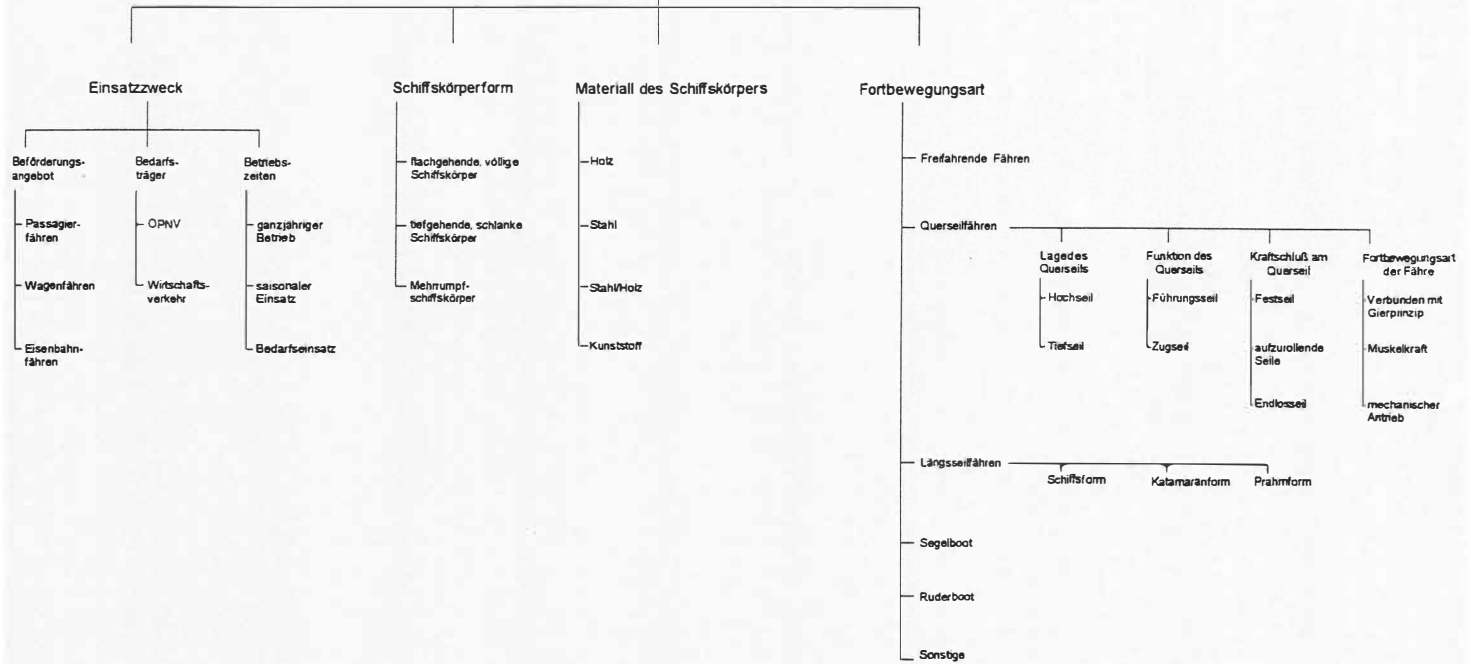 Einsatzzweck
Schiffskörperform
Materiall des Schiffskörpers
Fortbewegungsart
Beförderungs-
angebot
Passagier-
fähren
Wagenfähren
Eisenbahn-
fähren
Bedarfs-
träger
OPNV
Wirtschafts-
verkehr
Betriebs-
zeiten
ganzjähriger
Betrieb
saisonaler
Einsatz
Bedarfseinsatz
flachgehende, völlige
Schiffskörper
tiefgehende, schlanke
Schiffskörper
Mehrrumpf-
schiffskörper
Holz
Stahl
Stahl/Holz
Kunststoff
Freifahrende Fähren
Querseilfähren
Lage des
Querseils
Hochseil
Tiefseil
Funktion des
Querseils
Führungsseil
Zugseil
Kraftschluß am
Querseil
Festseil
aufzurollende
Seile
Endlosseil
Fortbewegungsart
der Fähre
Verbunden mit
Gierprinzip
Muskelkraft
mechanischer
Antrieb
Längsseilfähren
Schiffsform
Katamaranform
Prahmform
Segelboot
Ruderboot
Sonstige